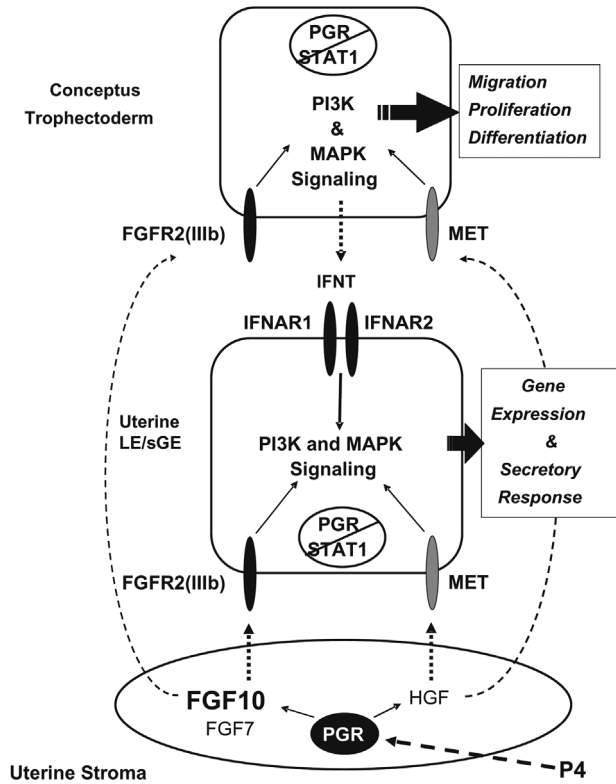 PGR
STAT1
Conceptus
Trophectoderm
PI3K
&
MAPK
Signaling
Migration
Proliferation
Differentiation
FGFR2(IIIb)
MET
IFNT
IFNAR1
IFNAR2
Uterine
LE/sGE
PI3K and MAPK
Signaling
Gene
Expression
&
Secretory
Response
PGR
STAT1
FGFR2(IIIb)
MET
FGF10
FGF7
HGF
PGR
P4
Uterine Stroma